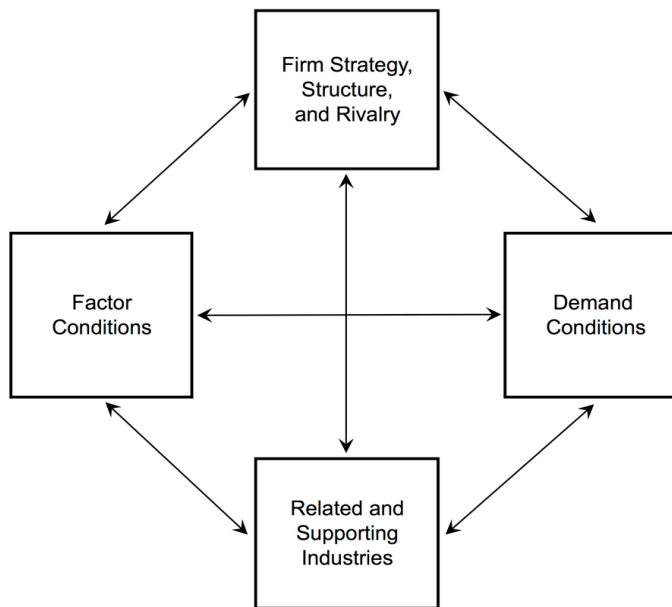 Firm Strategy,
Structure,
and Rivalry
Factor
Conditions
Demand
Conditions
Related and
Supporting
Industries